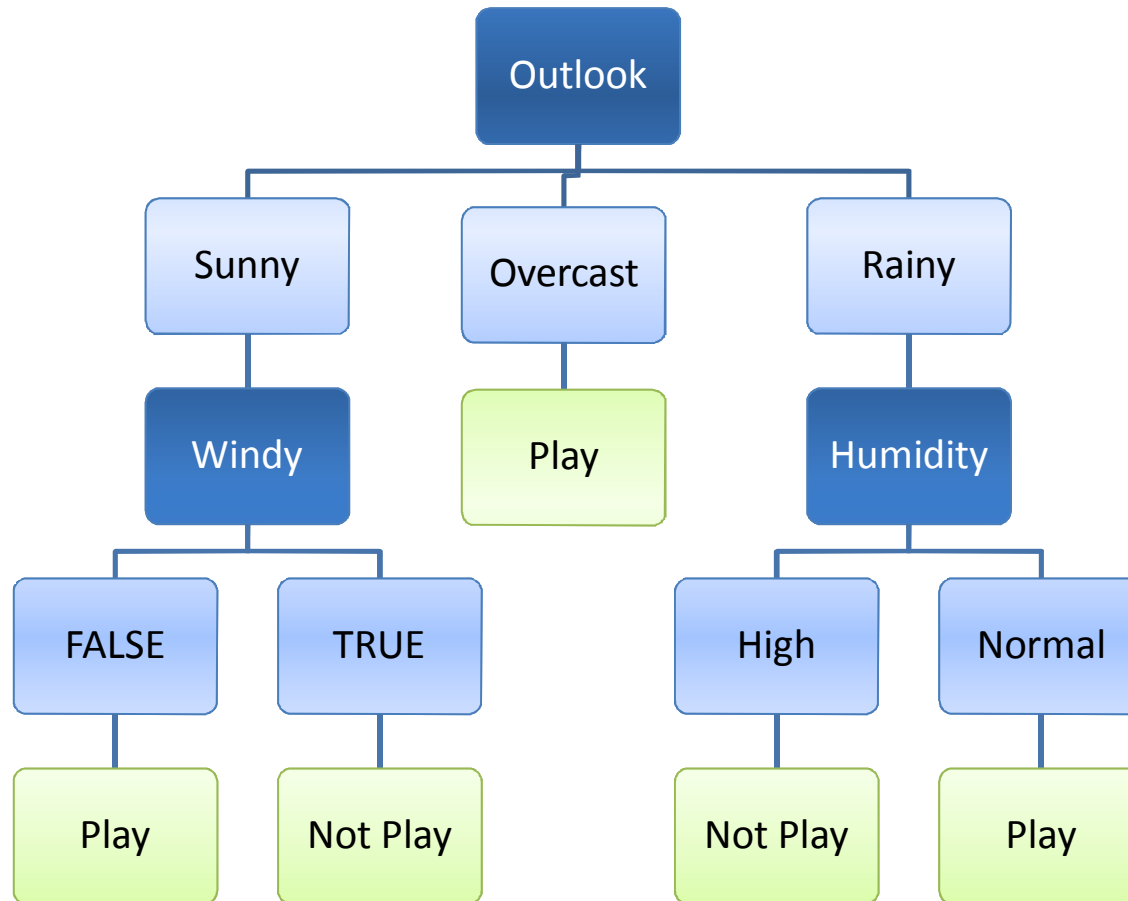 Outlook
Sunny
Overcast
Rainy
Windy
Play
Humidity
FALSE
TRUE
High
Normal
Play
Not Play
Not Play
Play